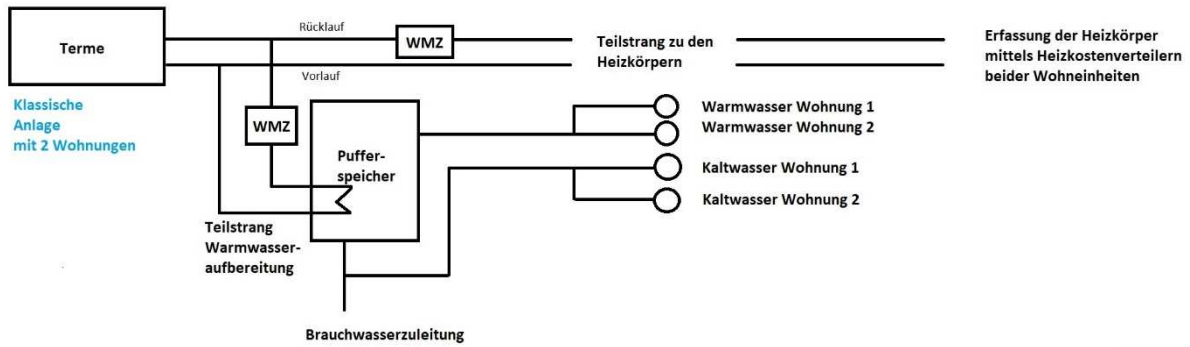 Terme
Klassische
Anlage
mit 2 Wohnungen
Rücklauf
Vorlauf
WMZ
Teilstrang zu den
Heizkörpern
Erfassung der Heizkörper
mittels Heizkostenverteilern
beider Wohneinheiten
WMZ
Puffer-
speicher
Warmwasser Wohnung 1
Warmwasser Wohnung 2
Kaltwasser Wohnung 1
Kaltwasser Wohnung 2
Teilstrang
Warmwasser-
aufbereitung
Brauchwasserzuleitung